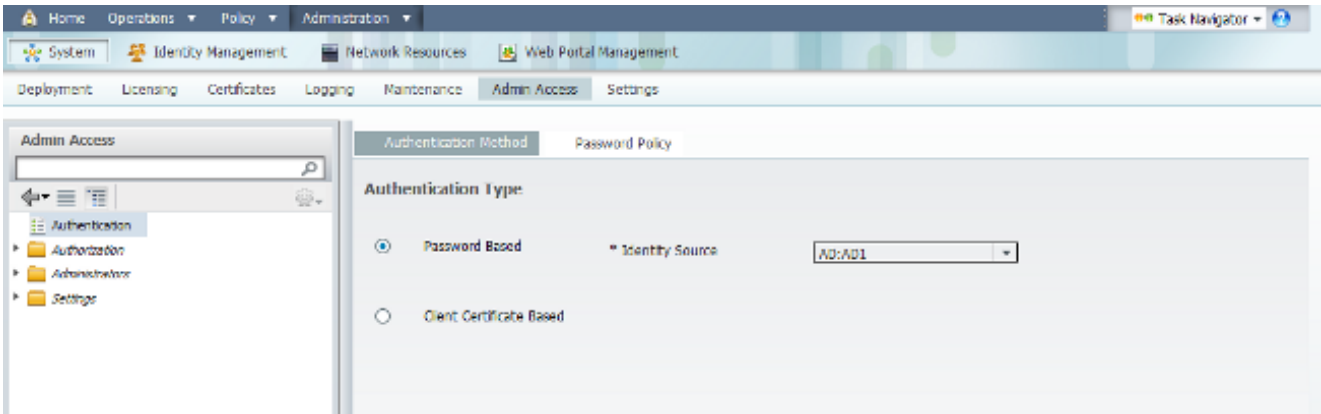 Home Operations Policy Administration Task Navigator
System Identity Management Network Resources Web Portal Management
Deployment Licensing Certificates Logging Maintenance Admin Access Settings
Admin Access
Authentication Method Password Policy
Authentication Type
Authentication
Authorization
Administrators
Settings
Password Based * Identity Source AD:AD1
Client Certificate Based